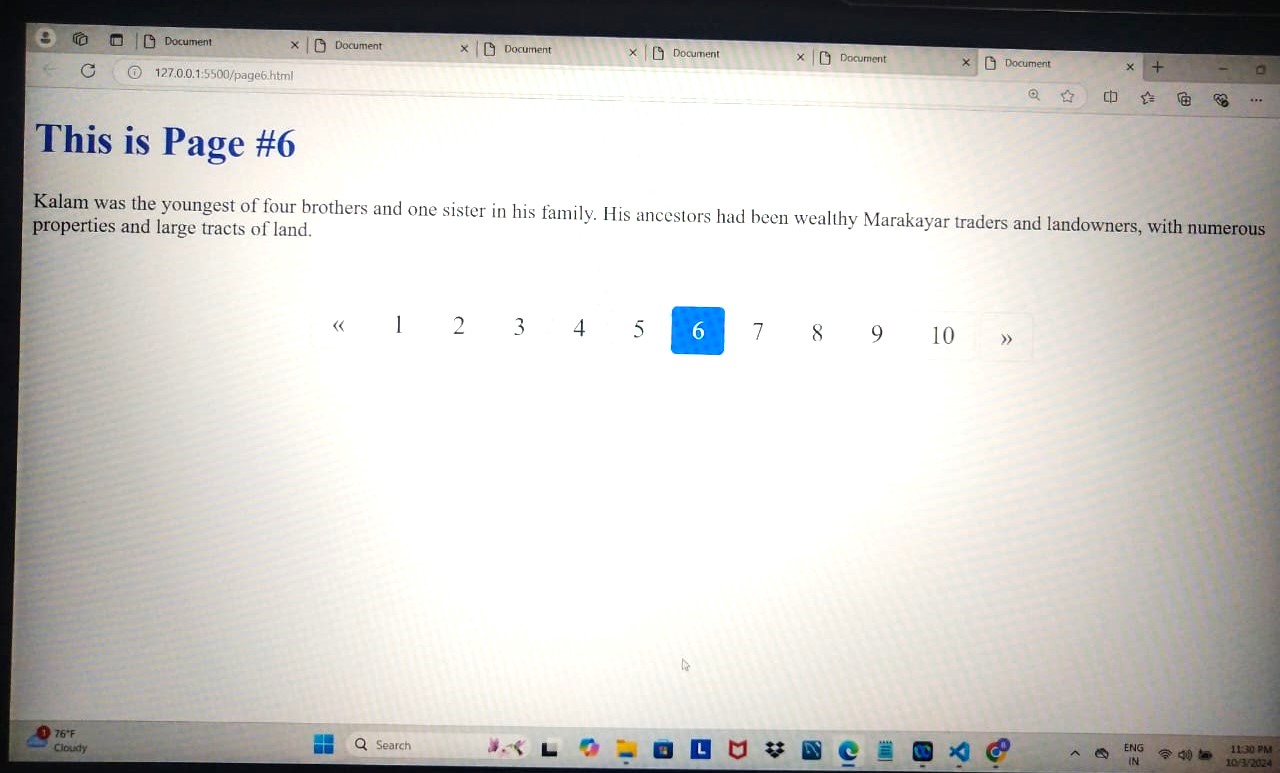 Document
Document
Document
Document
Document
Document
127.0.0.1:5500/page6.html
This is Page #6
Kalam was the youngest of four brothers and one sister in his family. His ancestors had been wealthy Marakayar traders and landowners, with numerous
properties and large tracts of land.
« 1 2 3 4 5 6 7 8 9 10 »
1
76°F
Cloudy
Search
L
ENG
IN
11:30 PM
10/3/2024